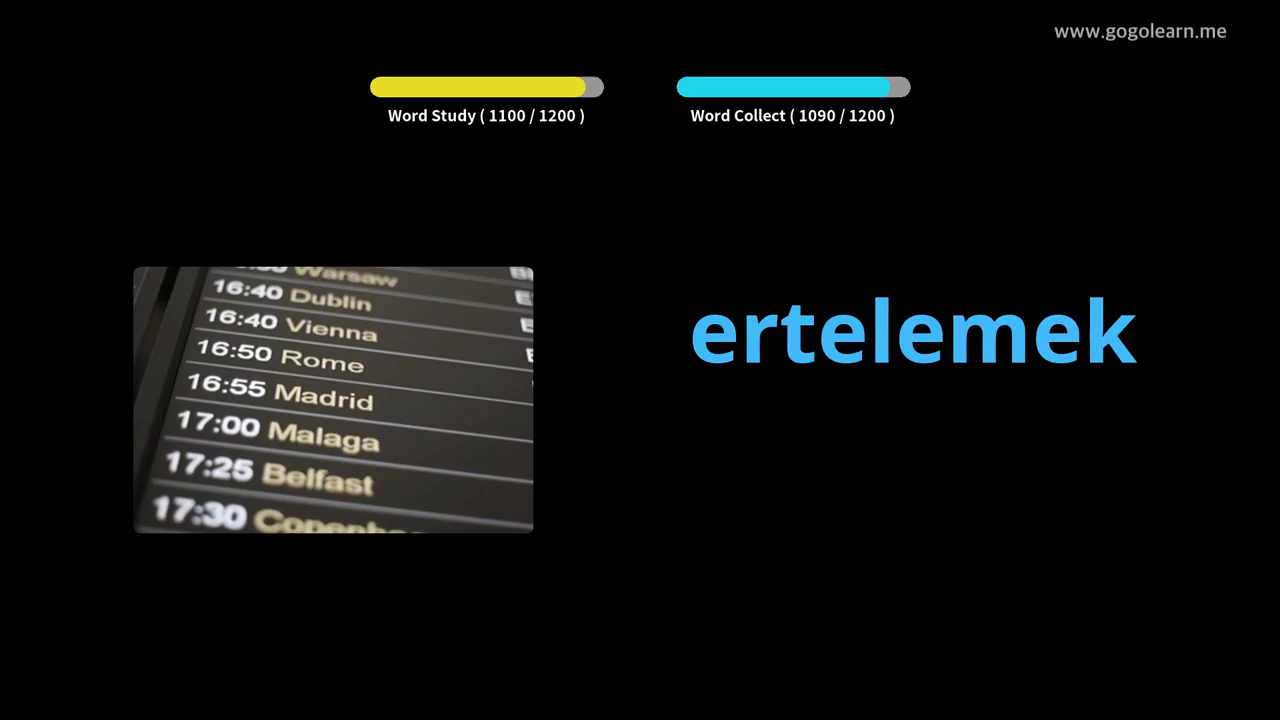 www.gogolearn.me
Word Study ( 1100 / 1200 )
Word Collect ( 1090 / 1200 )
ertelemek
Warsaw
16:40 Dublin
16:40 Vienna
16:50 Rome
16:55 Madrid
17:00 Malaga
17:25 Belfast
17:30